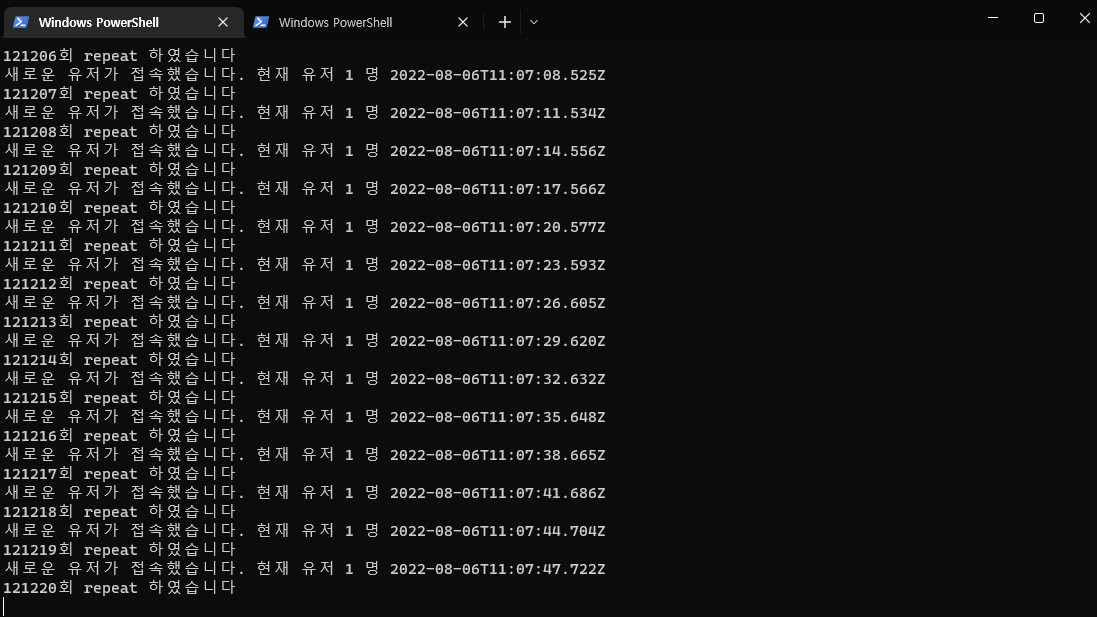 Windows PowerShell
Windows PowerShell
121206회 repeat 하였습니다
새로운 유저가 접속했습니다. 현재 유저 1 명 2022-08-06T11:07:08.525Z
121207회 repeat 하였습니다
새로운 유저가 접속했습니다. 현재 유저 1 명 2022-08-06T11:07:11.534Z
121208회 repeat 하였습니다
새로운 유저가 접속했습니다. 현재 유저 1 명 2022-08-06T11:07:14.556Z
121209회 repeat 하였습니다
새로운 유저가 접속했습니다. 현재 유저 1 명 2022-08-06T11:07:17.566Z
121210회 repeat 하였습니다
새로운 유저가 접속했습니다. 현재 유저 1 명 2022-08-06T11:07:20.577Z
121211회 repeat 하였습니다
새로운 유저가 접속했습니다. 현재 유저 1 명 2022-08-06T11:07:23.593Z
121212회 repeat 하였습니다
새로운 유저가 접속했습니다. 현재 유저 1 명 2022-08-06T11:07:26.605Z
121213회 repeat 하였습니다
새로운 유저가 접속했습니다. 현재 유저 1 명 2022-08-06T11:07:29.620Z
121214회 repeat 하였습니다
새로운 유저가 접속했습니다. 현재 유저 1 명 2022-08-06T11:07:32.632Z
121215회 repeat 하였습니다
새로운 유저가 접속했습니다. 현재 유저 1 명 2022-08-06T11:07:35.648Z
121216회 repeat 하였습니다
새로운 유저가 접속했습니다. 현재 유저 1 명 2022-08-06T11:07:38.665Z
121217회 repeat 하였습니다
새로운 유저가 접속했습니다. 현재 유저 1 명 2022-08-06T11:07:41.686Z
121218회 repeat 하였습니다
새로운 유저가 접속했습니다. 현재 유저 1 명 2022-08-06T11:07:44.704Z
121219회 repeat 하였습니다
새로운 유저가 접속했습니다. 현재 유저 1 명 2022-08-06T11:07:47.722Z
121220회 repeat 하였습니다